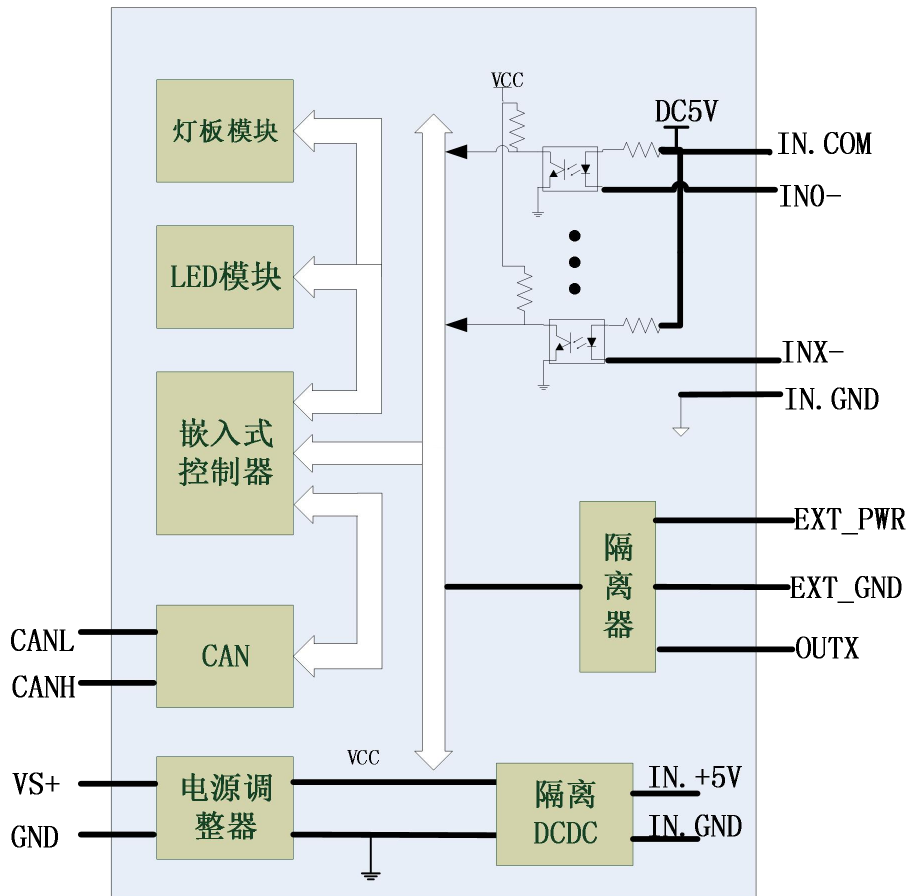 VCC
DC5V
灯板模块
IN.COM
IN0-
LED模块
INX-
IN.GND
嵌入式
控制器
EXT_PWR
隔
离
器
EXT_GND
OUTX
CANL
CAN
CANH
VCC
VS+
电源调
整器
GND
隔离
DCDC
IN.+5V
IN.GND